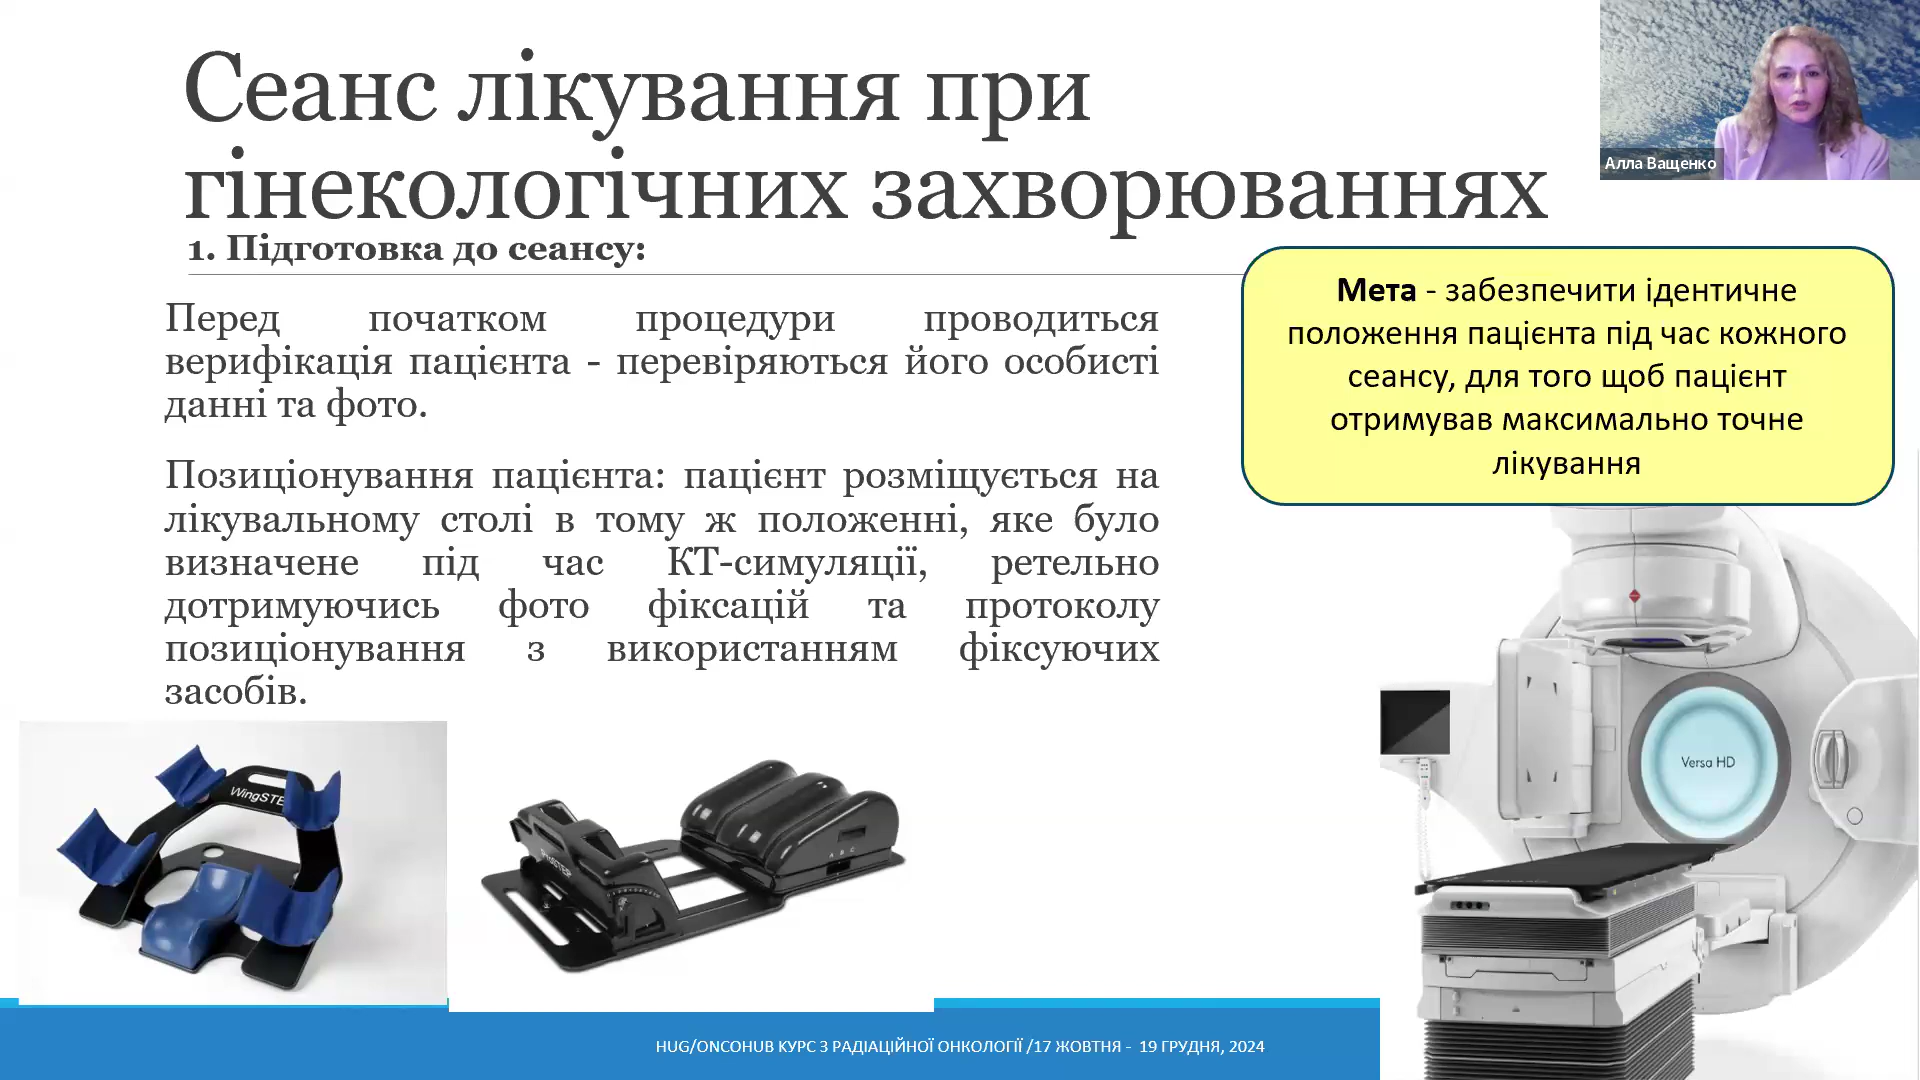 Сеанс лікування при
гінекологічних захворюваннях
1. Підготовка до сеансу:
Перед початком процедури проводиться
верифікація пацієнта - перевіряються його особисті
данні та фото.
Позиціонування пацієнта: пацієнт розміщується на
лікувальному столі в тому ж положенні, яке було
визначене під час КТ-симуляції, ретельно
дотримуючись фото фіксацій та протоколу
позиціонування з використанням фіксуючих
засобів.
Мета - забезпечити ідентичне
положення пацієнта під час кожного
сеансу, для того щоб пацієнт
отримував максимально точне
лікування
Алла Ващенко
WingSTE
A B C
Versa HD
HUG/ONCOHUB КУРС З РАДІАЦІЙНОЇ ОНКОЛОГІЇ /17 ЖОВТНЯ - 19 ГРУДНЯ, 2024